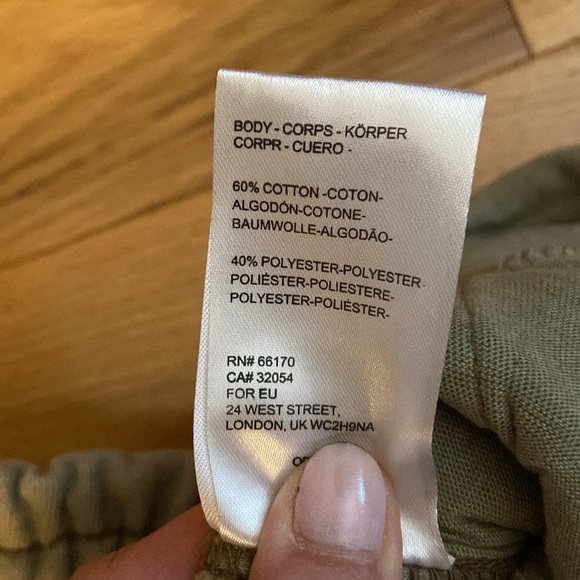 BODY - CORPS - KÖRPER
CORPR - CUERO -
60% COTTON -COTON-
ALGODÓN-COTONE-
BAUMWOLLE-ALGODÃO-
40% POLYESTER-POLYESTER
POLIÉSTER-POLIESTERE-
POLYESTER-POLIÉSTER-
RN# 66170
CA# 32054
FOR EU
24 WEST STREET,
LONDON, UK WC2H9NA